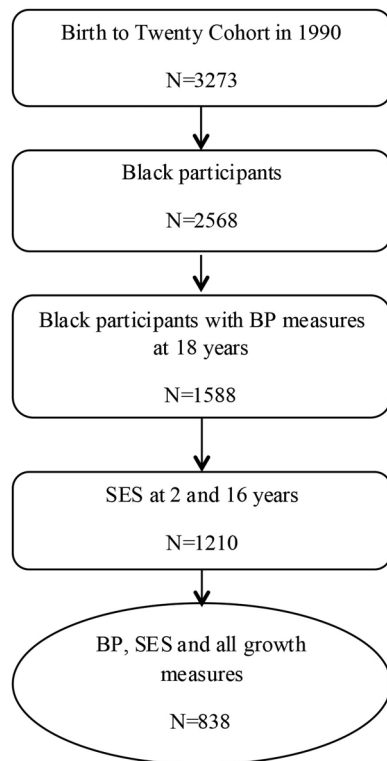 Birth to Twenty Cohort in 1990
N=3273
Black participants
N=2568
Black participants with BP measures
at 18 years
N=1588
SES at 2 and 16 years
N=1210
BP, SES and all growth
measures
N=838